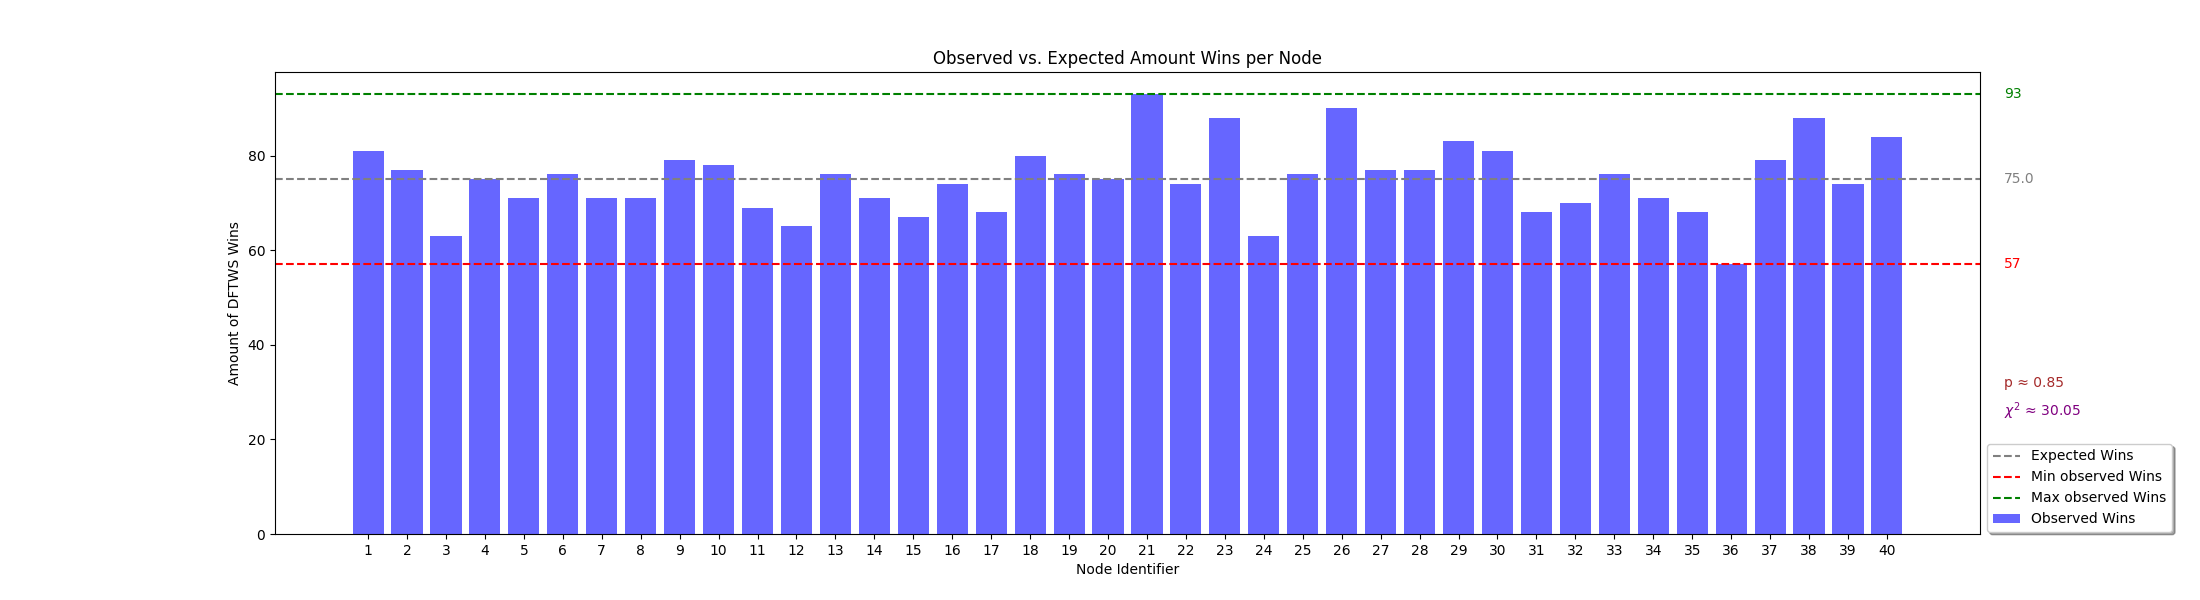 Observed vs. Expected Amount Wins per Node
Amount of DFTWS Wins
80
60
40
20
0
1 2 3 4 5 6 7 8 9 10 11 12 13 14 15 16 17 18 19 20 21 22 23 24 25 26 27 28 29 30 31 32 33 34 35 36 37 38 39 40
Node Identifier
93
75.0
57
p ≈ 0.85
χ² ≈ 30.05
Expected Wins
Min observed Wins
Max observed Wins
Observed Wins